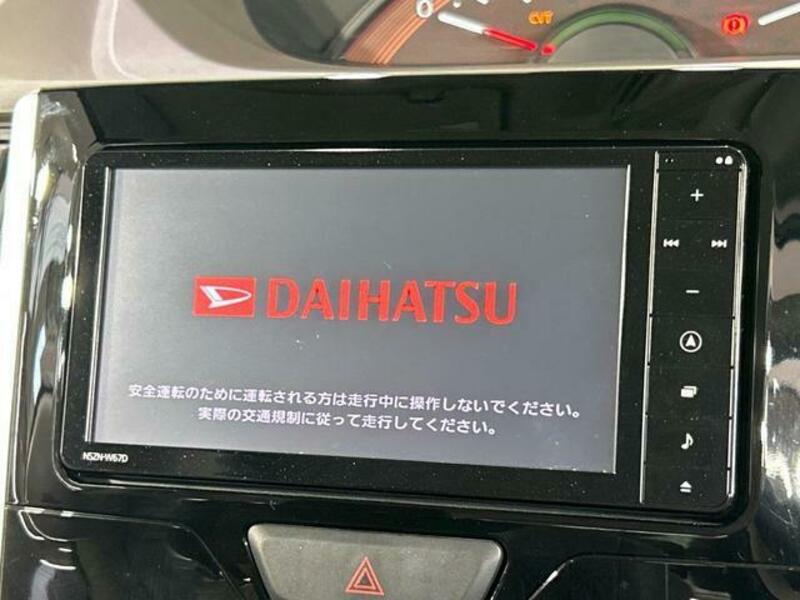 0
CVT
DAIHATSU
安全運転のために運転される方は走行中に操作しないでください。
実際の交通規制に従って走行してください。
NSZN-W67D